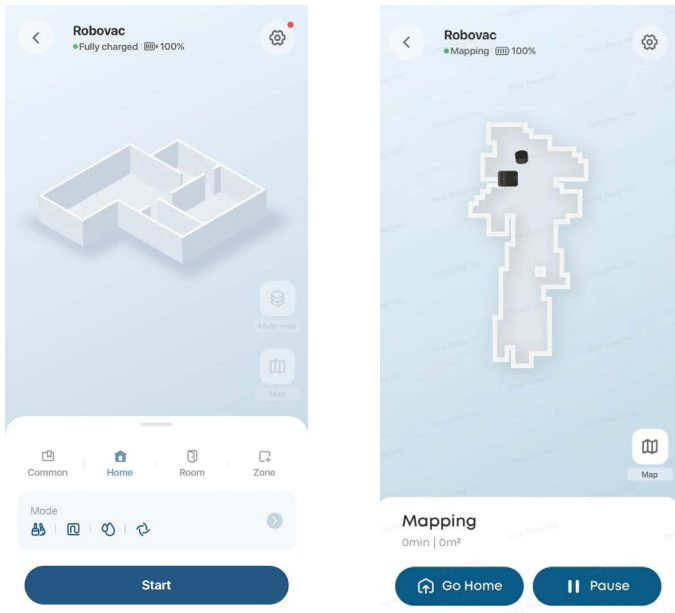 Robovac
Fully charged 100%
Multi-map
Map
Common
Home
Room
Zone
Mode
Start
Robovac
Mapping 100%
Map
Mapping
0min | 0m²
Go Home
Pause